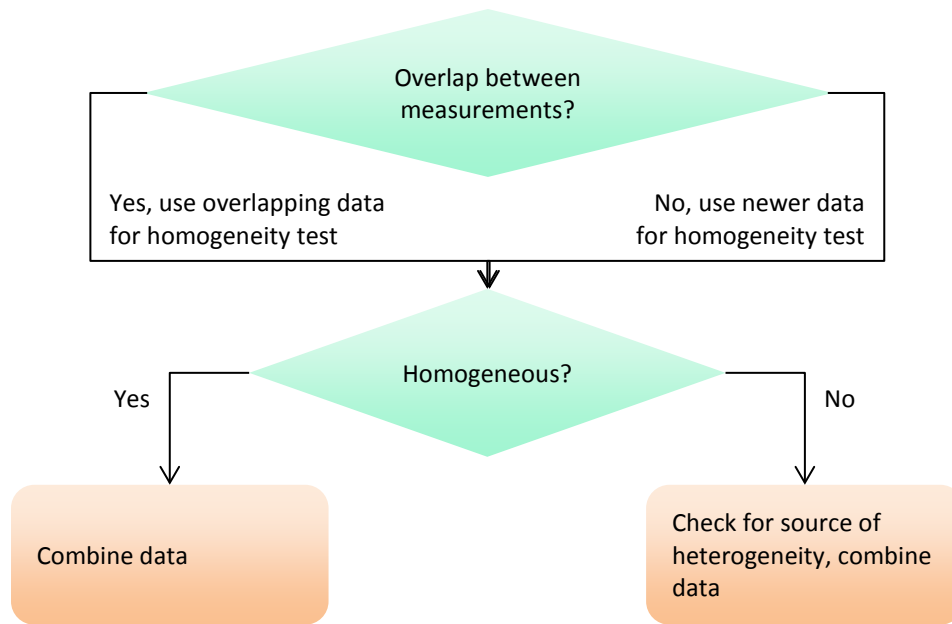 Overlap between
measurements?
Yes, use overlapping data
for homogeneity test
No, use newer data
for homogeneity test
Homogeneous?
Yes
No
Combine data
Check for source of
heterogeneity, combine
data